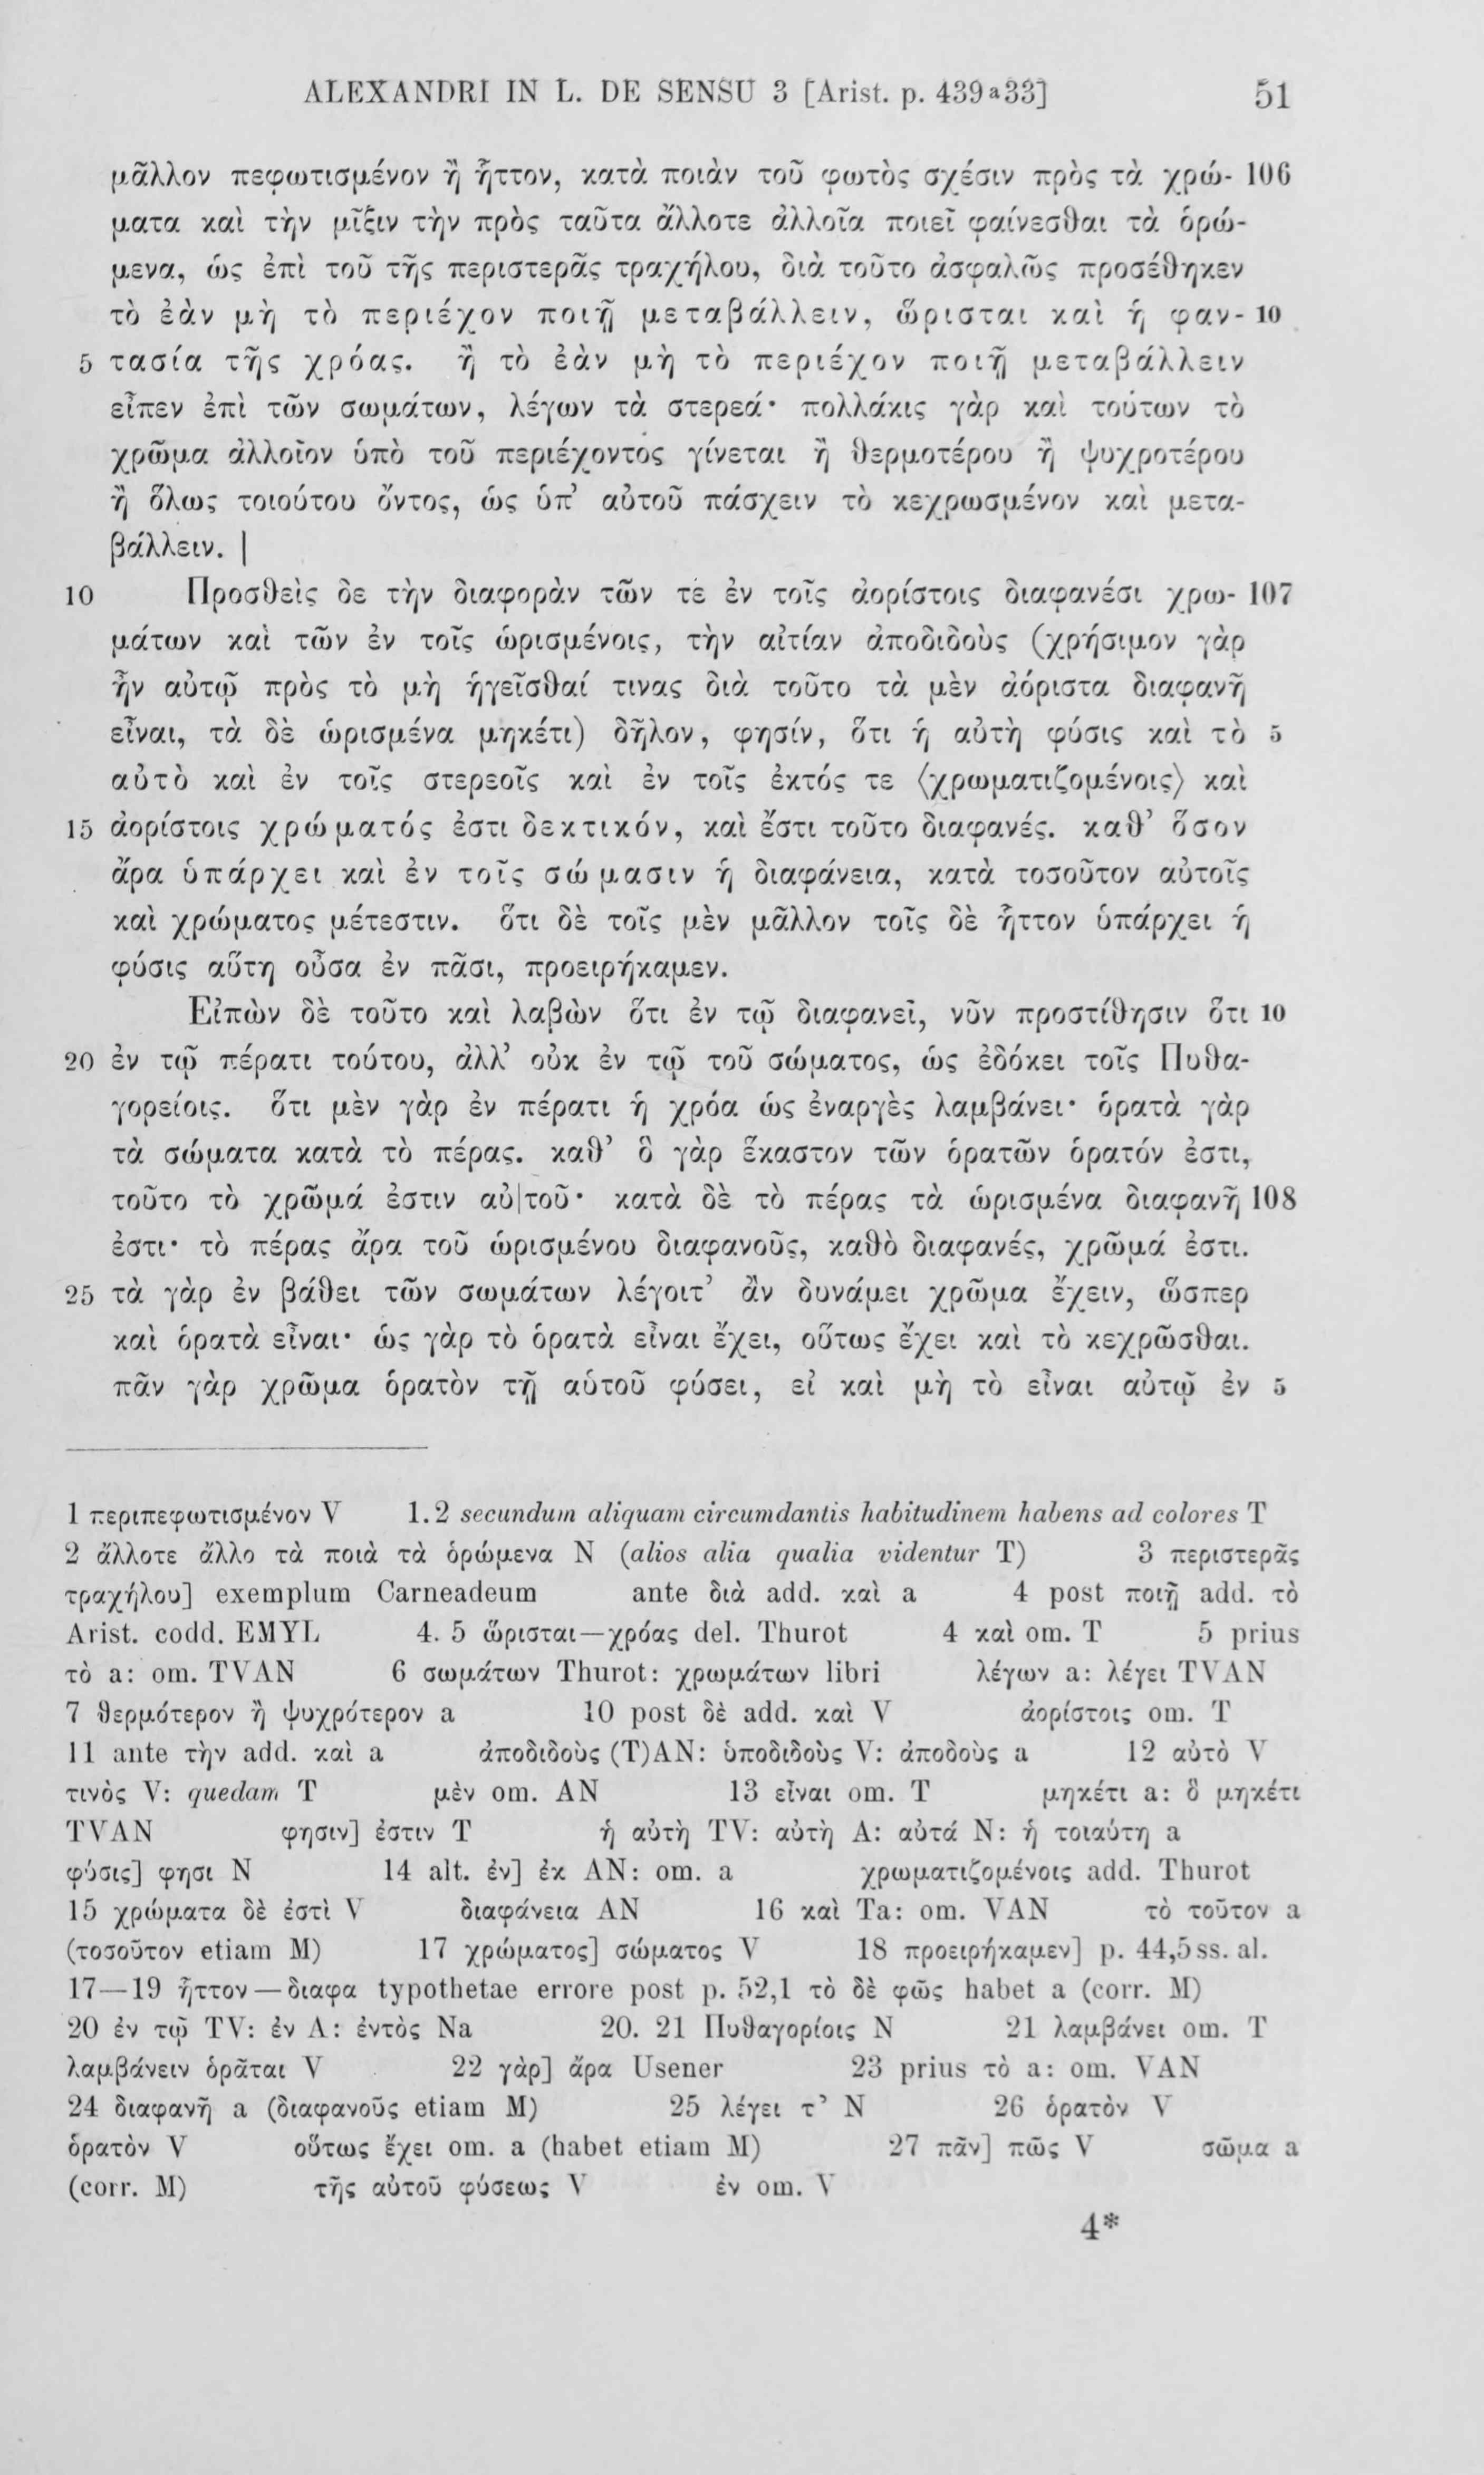 ALEXANDRI IN L. DE SENSU 3 [Arist. p. 439ᵃ33] 51
μᾶλλον πεφωτισμένον ἢ ἧττον, κατὰ ποιὰν τοῦ φωτὸς σχέσιν πρὸς τὰ χρώ- 106
ματα καὶ τὴν μῖξιν τὴν πρὸς ταῦτα ἄλλοτε ἀλλοῖα ποιεῖ φαίνεσθαι τὰ ὁρώ-
μενα, ὡς ἐπὶ τοῦ τῆς περιστερᾶς τραχήλου, διὰ τοῦτο ἀσφαλῶς προσέθηκεν
τὸ ἐὰν μὴ τὸ περιέχον ποιῇ μεταβάλλειν, ὥρισται καὶ ἡ φαν- 10
5 τασία τῆς χρόας. ἢ τὸ ἐὰν μὴ τὸ περιέχον ποιῇ μεταβάλλειν
εἶπεν ἐπὶ τῶν σωμάτων, λέγων τὰ στερεά· πολλάκις γὰρ καὶ τούτων τὸ
χρῶμα ἀλλοῖον ὑπὸ τοῦ περιέχοντος γίνεται ἢ θερμοτέρου ἢ ψυχροτέρου
ἢ ὅλως τοιούτου ὄντος, ὡς ὑπ’ αὐτοῦ πάσχειν τὸ κεχρωσμένον καὶ μετα-
βάλλειν. |
10 Προσθεὶς δε τὴν διαφορὰν τῶν τε ἐν τοῖς ἀορίστοις διαφανέσι χρω- 107
μάτων καὶ τῶν ἐν τοῖς ὡρισμένοις, τὴν αἰτίαν ἀποδιδοὺς (χρήσιμον γὰρ
ἦν αὐτῷ πρὸς τὸ μὴ ἡγεῖσθαί τινας διὰ τοῦτο τὰ μὲν ἀόριστα διαφανῆ
εἶναι, τὰ δὲ ὡρισμένα μηκέτι) δῆλον, φησίν, ὅτι ἡ αὐτὴ φύσις καὶ τὸ 5
αὐτὸ καὶ ἐν τοῖς στερεοῖς καὶ ἐν τοῖς ἐκτός τε ⟨χρωματιζομένοις⟩ καὶ
15 ἀορίστοις χρώματός ἐστι δεκτικόν, καὶ ἔστι τοῦτο διαφανές. καθ’ ὅσον
ἄρα ὑπάρχει καὶ ἐν τοῖς σώμασιν ἡ διαφάνεια, κατὰ τοσοῦτον αὐτοῖς
καὶ χρώματος μέτεστιν. ὅτι δὲ τοῖς μὲν μᾶλλον τοῖς δὲ ἧττον ὑπάρχει ἡ
φύσις αὕτη οὖσα ἐν πᾶσι, προειρήκαμεν.
Εἰπὼν δὲ τοῦτο καὶ λαβὼν ὅτι ἐν τῷ διαφανεῖ, νῦν προστίθησιν ὅτι 10
20 ἐν τῷ πέρατι τούτου, ἀλλ’ οὐκ ἐν τῷ τοῦ σώματος, ὡς ἐδόκει τοῖς Πυθα-
γορείοις. ὅτι μὲν γὰρ ἐν πέρατι ἡ χρόα ὡς ἐναργὲς λαμβάνει· ὁρατὰ γὰρ
τὰ σώματα κατὰ τὸ πέρας. καθ’ ὃ γὰρ ἕκαστον τῶν ὁρατῶν ὁρατόν ἐστι,
τοῦτο τὸ χρῶμά ἐστιν αὐ|τοῦ· κατὰ δὲ τὸ πέρας τὰ ὡρισμένα διαφανῆ 108
ἐστι· τὸ πέρας ἄρα τοῦ ὡρισμένου διαφανοῦς, καθὸ διαφανές, χρῶμά ἐστι.
25 τὰ γὰρ ἐν βάθει τῶν σωμάτων λέγοιτ’ ἂν δυνάμει χρῶμα ἔχειν, ὥσπερ
καὶ ὁρατὰ εἶναι· ὡς γὰρ τὸ ὁρατὰ εἶναι ἔχει, οὕτως ἔχει καὶ τὸ κεχρῶσθαι.
πᾶν γὰρ χρῶμα ὁρατὸν τῇ αὑτοῦ φύσει, εἰ καὶ μὴ τὸ εἶναι αὐτῷ ἐν 5
1 περιπεφωτισμένον V 1.2 secundum aliquam circumdantis habitudinem habens ad colores T
2 ἄλλοτε ἄλλο τὰ ποιὰ τὰ ὁρώμενα N (alios alia qualia videntur T) 3 περιστερᾶς
τραχήλου] exemplum Carneadeum ante διὰ add. καὶ a 4 post ποιῇ add. τὸ
Arist. codd. EMYL 4. 5 ὥρισται—χρόας del. Thurot 4 καὶ om. T 5 prius
τὸ a: om. TVAN 6 σωμάτων Thurot: χρωμάτων libri λέγων a: λέγει TVAN
7 θερμότερον ἢ ψυχρότερον a 10 post δὲ add. καὶ V ἀορίστοις om. T
11 ante τὴν add. καὶ a ἀποδιδοὺς (T)AN: ὑποδιδοὺς V: ἀποδοὺς a 12 αὐτὸ V
τινὸς V: quedam T μὲν om. AN 13 εἶναι om. T μηκέτι a: ὃ μηκέτι
TVAN φησιν] ἐστιν T ἡ αὐτὴ TV: αὐτὴ A: αὐτά N: ἡ τοιαύτη a
φύσις] φησι N 14 alt. ἐν] ἐκ AN: om. a χρωματιζομένοις add. Thurot
15 χρώματα δὲ ἐστὶ V διαφάνεια AN 16 καὶ Ta: om. VAN τὸ τοῦτον a
(τοσοῦτον etiam M) 17 χρώματος] σώματος V 18 προειρήκαμεν] p. 44,5 ss. al.
17—19 ἧττον — διαφα typothetae errore post p. 52,1 τὸ δὲ φῶς habet a (corr. M)
20 ἐν τῷ TV: ἐν A: ἐντὸς Na 20. 21 Πυθαγορίοις N 21 λαμβάνει om. T
λαμβάνειν ὁρᾶται V 22 γὰρ] ἄρα Usener 23 prius τὸ a: om. VAN
24 διαφανῆ a (διαφανοῦς etiam M) 25 λέγει τ’ N 26 ὁρατὸν V
ὁρατὸν V οὕτως ἔχει om. a (habet etiam M) 27 πᾶν] πῶς V σῶμα a
(corr. M) τῆς αὐτοῦ φύσεως V ἐν om. V
4*